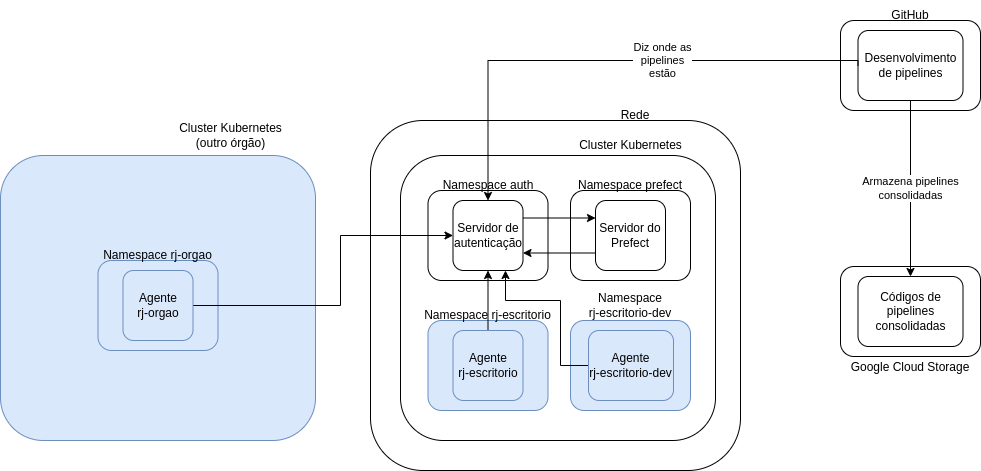 GitHub
Desenvolvimento
de pipelines
Diz onde as
pipelines
estão
Rede
Cluster Kubernetes
(outro órgão)
Cluster Kubernetes
Namespace auth
Namespace prefect
Armazena pipelines
consolidadas
Servidor de
autenticação
Servidor do
Prefect
Namespace rj-orgao
Agente
rj-orgao
Namespace rj-escritorio
Namespace
rj-escritorio-dev
Agente
rj-escritorio
Agente
rj-escritorio-dev
Códigos de
pipelines
consolidadas
Google Cloud Storage